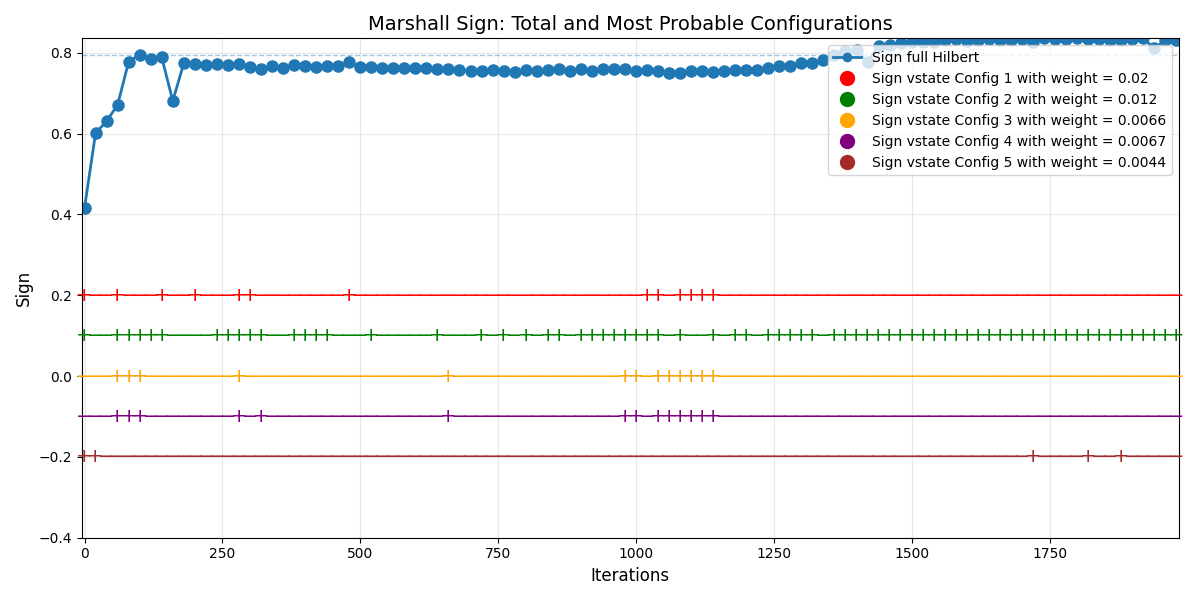 Marshall Sign: Total and Most Probable Configurations
Sign full Hilbert
Sign vstate Config 1 with weight = 0.02
Sign vstate Config 2 with weight = 0.012
Sign vstate Config 3 with weight = 0.0066
Sign vstate Config 4 with weight = 0.0067
Sign vstate Config 5 with weight = 0.0044
Sign
0.8
0.6
0.4
0.2
0.0
−0.2
−0.4
0
250
500
750
1000
1250
1500
1750
Iterations